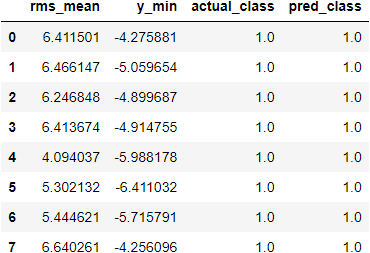 rms_mean y_min actual_class pred_class
0 6.411501 -4.275881 1.0 1.0
1 6.466147 -5.059654 1.0 1.0
2 6.246848 -4.899687 1.0 1.0
3 6.413674 -4.914755 1.0 1.0
4 4.094037 -5.988178 1.0 1.0
5 5.302132 -6.411032 1.0 1.0
6 5.444621 -5.715791 1.0 1.0
7 6.640261 -4.256096 1.0 1.0